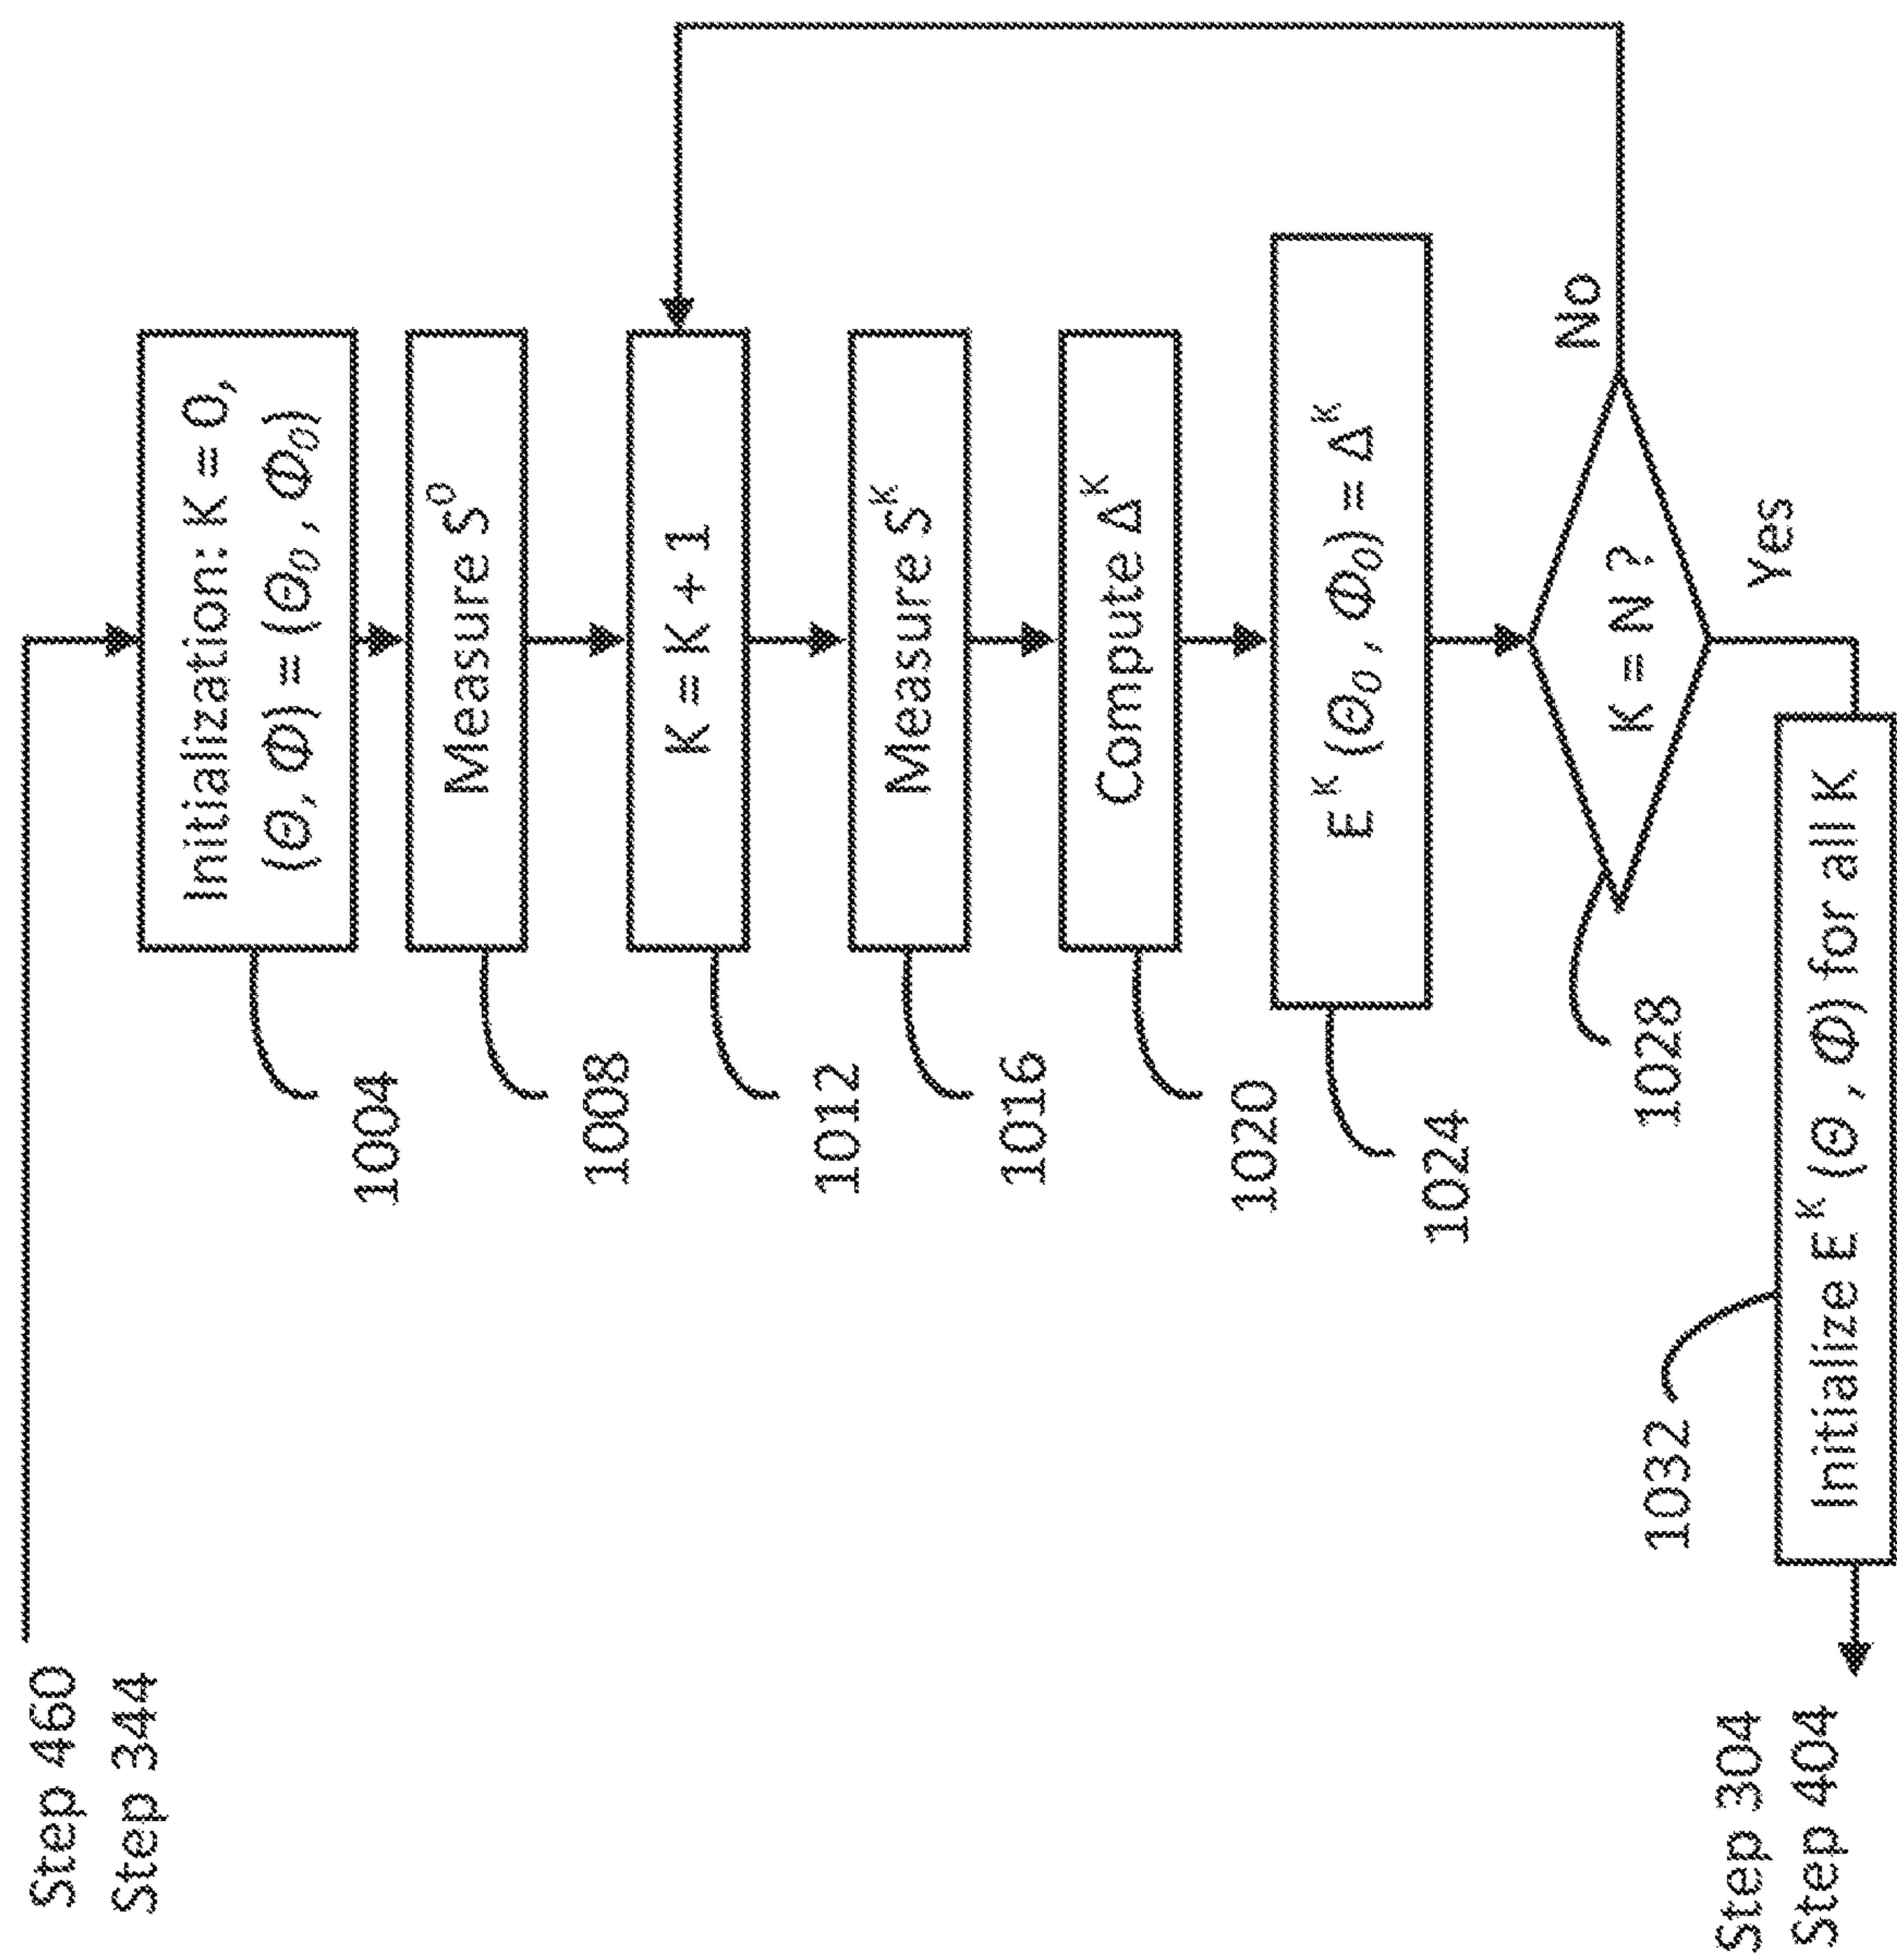 Step 460
Step 344
Initialization: K = 0,
(Θ, Φ) = (Θ₀, Φ₀)
1004
Measure S⁰
1008
K = K + 1
1012
Measure Sᴷ
1016
Compute Δᴷ
1020
Eᴷ (Θ₀, Φ₀) = Δᴷ
1024
K = N ?
No
1028
Yes
Initialize Eᴷ (Θ, Φ) for all K
1032
Step 304
Step 404